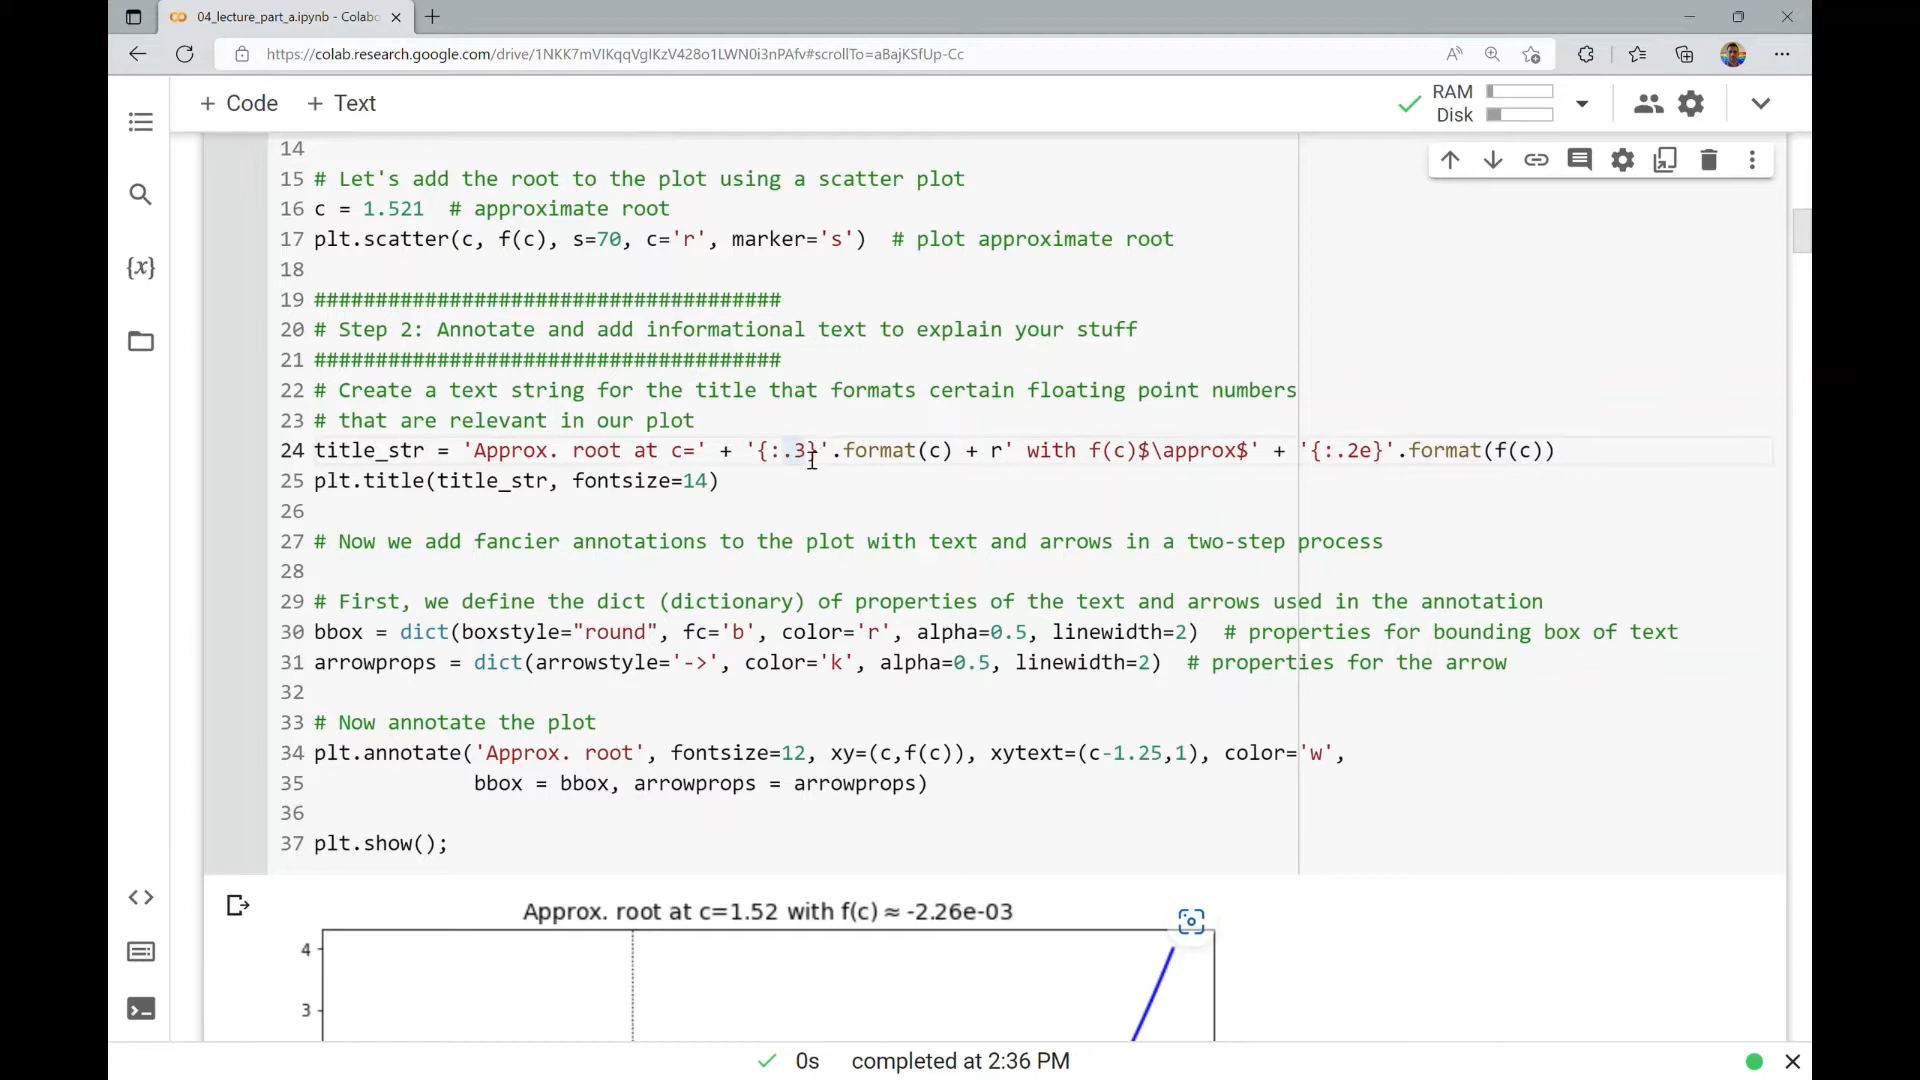 04_lecture_part_a.ipynb - Colabo
https://colab.research.google.com/drive/1NKK7mVIKqqVgIKzV428o1LWN0i3nPAfv#scrollTo=aBajKSfUp-Cc
+ Code + Text
RAM
Disk
14
15 # Let's add the root to the plot using a scatter plot
16 c = 1.521  # approximate root
17 plt.scatter(c, f(c), s=70, c='r', marker='s')  # plot approximate root
18
19 ######################################
20 # Step 2: Annotate and add informational text to explain your stuff
21 ######################################
22 # Create a text string for the title that formats certain floating point numbers
23 # that are relevant in our plot
24 title_str = 'Approx. root at c=' + '{:.3}'.format(c) + r' with f(c)$\approx$' + '{:.2e}'.format(f(c))
25 plt.title(title_str, fontsize=14)
26
27 # Now we add fancier annotations to the plot with text and arrows in a two-step process
28
29 # First, we define the dict (dictionary) of properties of the text and arrows used in the annotation
30 bbox = dict(boxstyle="round", fc='b', color='r', alpha=0.5, linewidth=2)  # properties for bounding box of text
31 arrowprops = dict(arrowstyle='->', color='k', alpha=0.5, linewidth=2)  # properties for the arrow
32
33 # Now annotate the plot
34 plt.annotate('Approx. root', fontsize=12, xy=(c,f(c)), xytext=(c-1.25,1), color='w',
35              bbox = bbox, arrowprops = arrowprops)
36
37 plt.show();
Approx. root at c=1.52 with f(c) ≈ -2.26e-03
4
3
0s completed at 2:36 PM